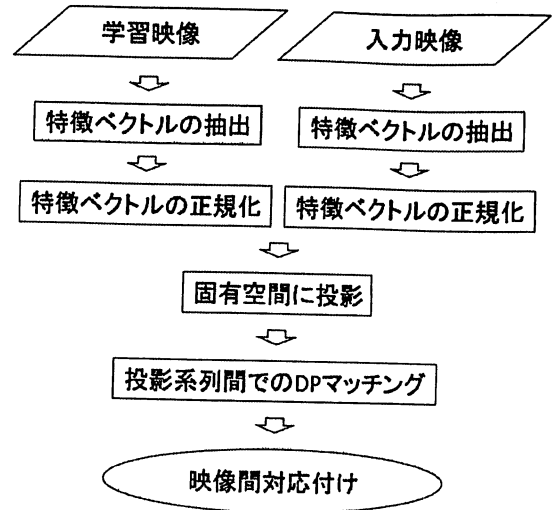 学習映像
入力映像
特徴ベクトルの抽出
特徴ベクトルの抽出
特徴ベクトルの正規化
特徴ベクトルの正規化
固有空間に投影
投影系列間でのDPマッチング
映像間対応付け